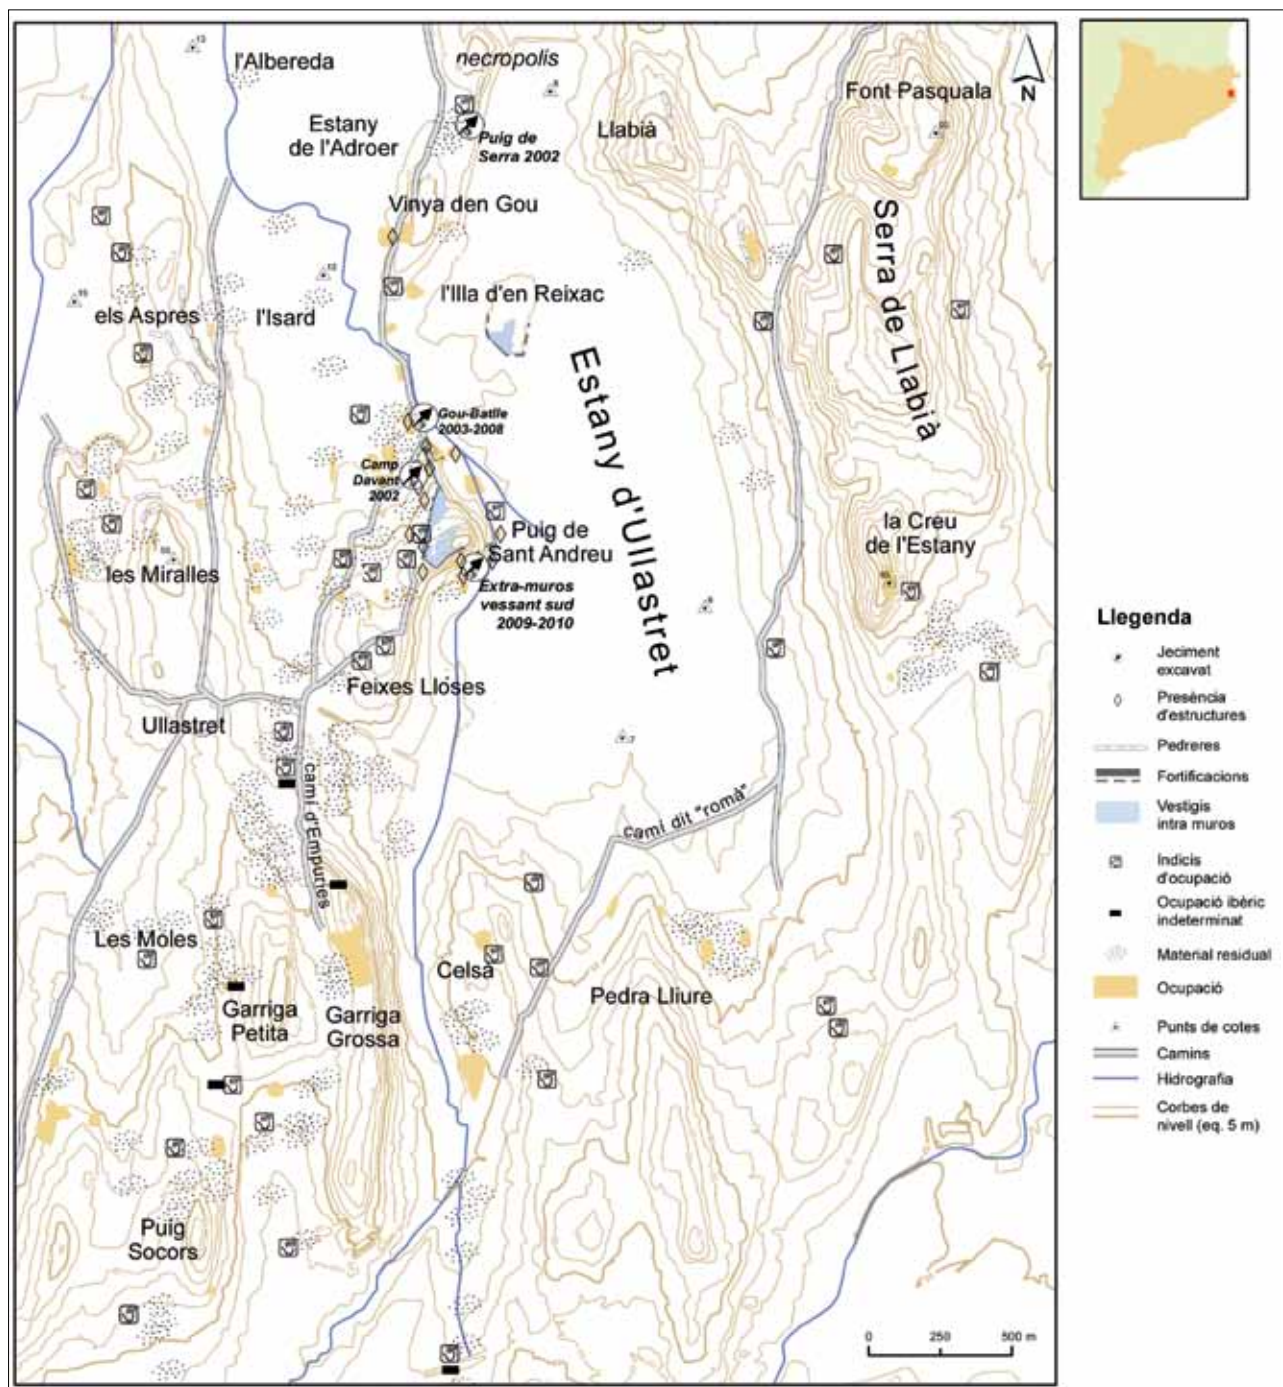 necropolis
l'Albereda
Font Pasquala
N
Estany
de l'Adroer
Llabià
Puig de
Serra 2002
Vinya den Gou
Serra de Llabià
l'Illa d'en Reixac
els Aspres
l'Isard
Estany d'Ullastret
Gou-Batlle
2003-2008
Camp
Davant
2002
la Creu
de l'Estany
Puig de
Sant Andreu
les Miralles
Extra-muros
vessant sud
2009-2010
Feixes Lloses
Ullastret
camí d'Empuries
camí dit "romà"
Les Moles
Celsà
Pedra Lliure
Garriga
Petita
Garriga
Grossa
Puig
Socors
0 250 500 m
Llegenda
Jeciment
excavat
Presència
d'estructures
Pedreres
Fortificacions
Vestigis
intra muros
Indicis
d'ocupació
Ocupació ibèric
indeterminat
Material residual
Ocupació
Punts de cotes
Camins
Hidrografia
Corbes de
nivell (eq. 5 m)